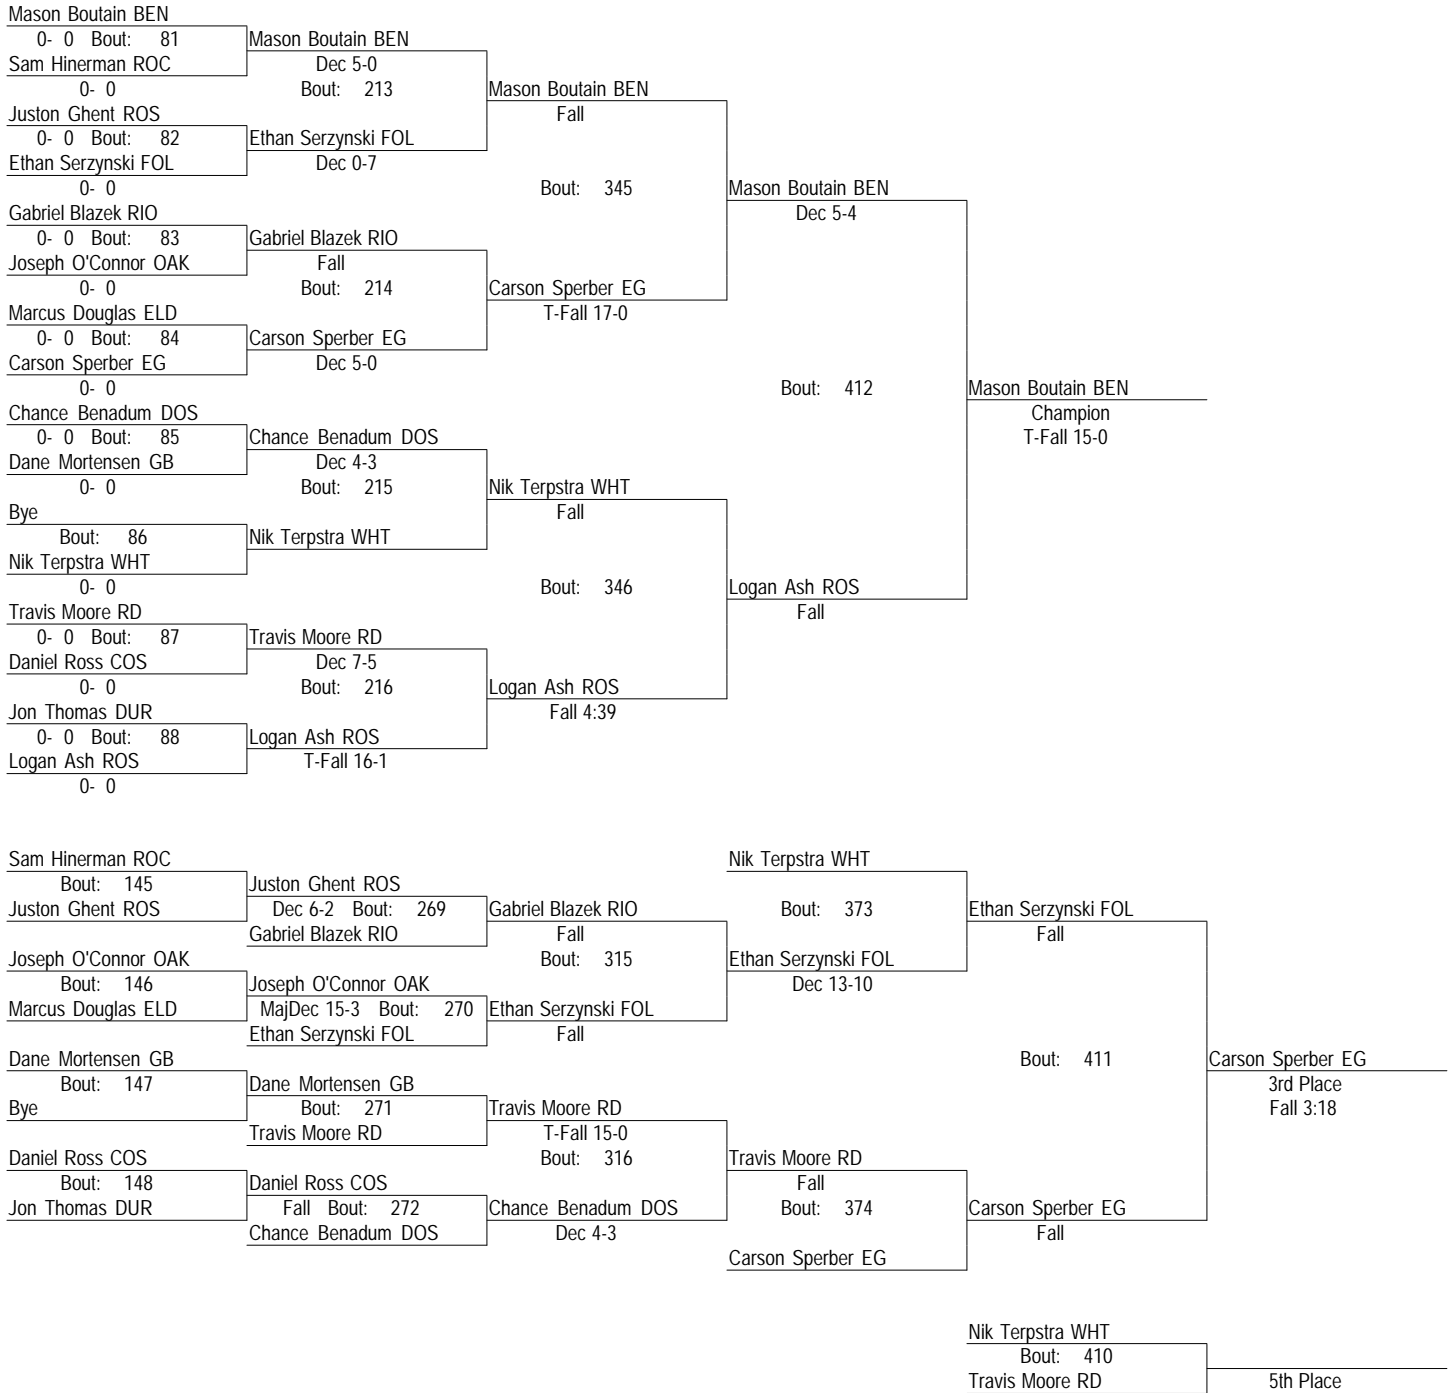 Mason Boutain BEN
0- 0 Bout: 81 Mason Boutain BEN
Sam Hinerman ROC Dec 5-0
0- 0 Bout: 213 Mason Boutain BEN
Juston Ghent ROS Fall
0- 0 Bout: 82 Ethan Serzynski FOL
Ethan Serzynski FOL Dec 0-7
0- 0 Bout: 345 Mason Boutain BEN
Gabriel Blazek RIO Dec 5-4
0- 0 Bout: 83 Gabriel Blazek RIO
Joseph O'Connor OAK Fall
0- 0 Bout: 214 Carson Sperber EG
Marcus Douglas ELD T-Fall 17-0
0- 0 Bout: 84 Carson Sperber EG
Carson Sperber EG Dec 5-0
0- 0 Bout: 412 Mason Boutain BEN
Chance Benadum DOS Champion
0- 0 Bout: 85 Chance Benadum DOS T-Fall 15-0
Dane Mortensen GB Dec 4-3
0- 0 Bout: 215 Nik Terpstra WHT
Bye Fall
Bout: 86 Nik Terpstra WHT
Nik Terpstra WHT
0- 0 Bout: 346 Logan Ash ROS
Travis Moore RD Fall
0- 0 Bout: 87 Travis Moore RD
Daniel Ross COS Dec 7-5
0- 0 Bout: 216 Logan Ash ROS
Jon Thomas DUR Fall 4:39
0- 0 Bout: 88 Logan Ash ROS
Logan Ash ROS T-Fall 16-1
0- 0
Sam Hinerman ROC Nik Terpstra WHT
Bout: 145 Juston Ghent ROS
Juston Ghent ROS Dec 6-2 Bout: 269 Gabriel Blazek RIO Bout: 373 Ethan Serzynski FOL
Gabriel Blazek RIO Fall Fall
Joseph O'Connor OAK Bout: 315 Ethan Serzynski FOL
Bout: 146 Joseph O'Connor OAK Dec 13-10
Marcus Douglas ELD MajDec 15-3 Bout: 270 Ethan Serzynski FOL
Ethan Serzynski FOL Fall
Dane Mortensen GB Bout: 411 Carson Sperber EG
Bout: 147 Dane Mortensen GB 3rd Place
Bye Bout: 271 Travis Moore RD Fall 3:18
Travis Moore RD T-Fall 15-0
Daniel Ross COS Bout: 316 Travis Moore RD
Bout: 148 Daniel Ross COS Fall
Jon Thomas DUR Fall Bout: 272 Chance Benadum DOS Bout: 374 Carson Sperber EG
Chance Benadum DOS Dec 4-3 Fall
Carson Sperber EG
Nik Terpstra WHT
Bout: 410
Travis Moore RD 5th Place